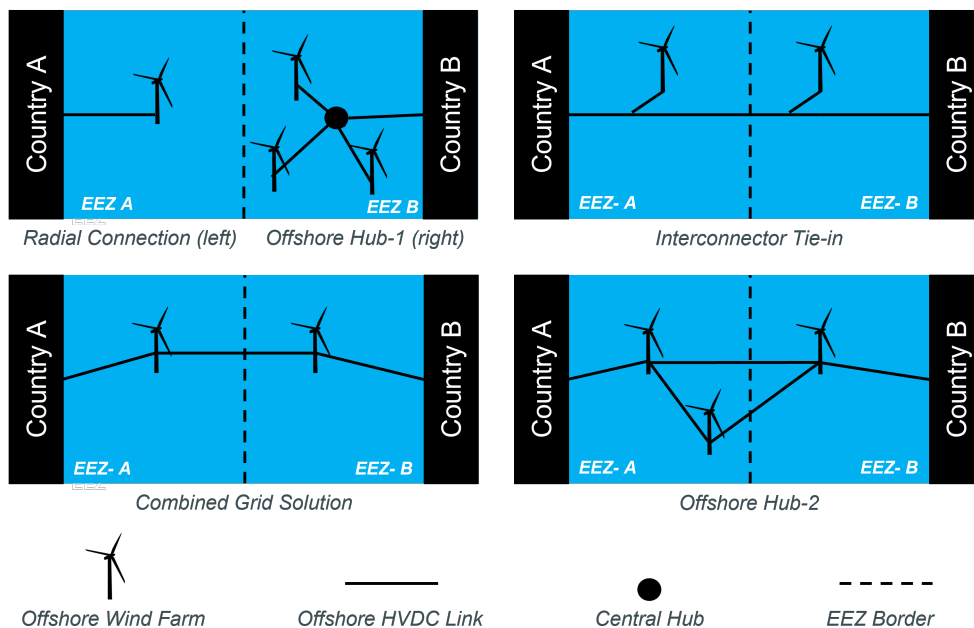 Country A
EEZ A
EEZ B
Country B
EEZ
Radial Connection (left)
Offshore Hub-1 (right)
Country A
EEZ- A
EEZ- B
Country B
Interconnector Tie-in
Country A
EEZ- A
EEZ- B
Country B
EEZ
Combined Grid Solution
Country A
EEZ- A
EEZ- B
Country B
Offshore Hub-2
Offshore Wind Farm
Offshore HVDC Link
Central Hub
EEZ Border